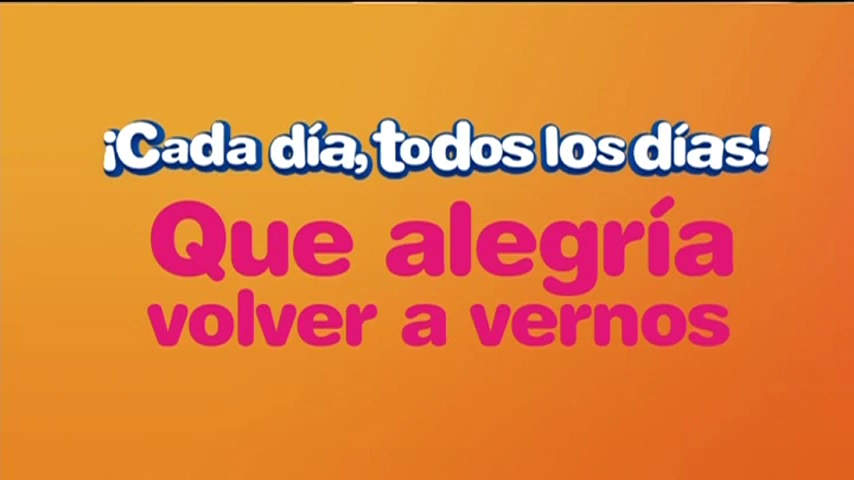 ¡Cada día, todos los días!
Que alegría
volver a vernos